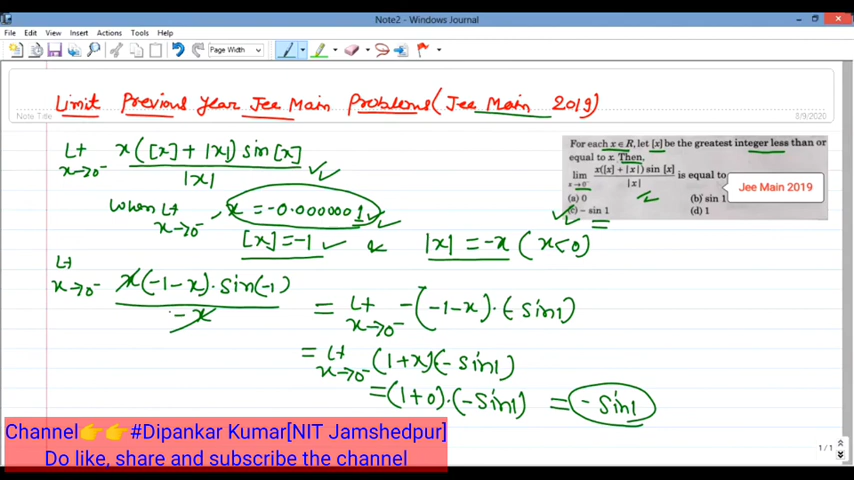 Note2 - Windows Journal
File Edit View Insert Actions Tools Help
Page Width
Limit Previous Year Jee Main Problems (Jee Main 2019)
Note Title
8/9/2020
Lt x→0⁻ x([x] + |x|) sin[x] / |x|
For each x ∈ R, let [x] be the greatest integer less than or
equal to x. Then,
lim x→0⁻ x([x] + |x|) sin [x] / |x| is equal to
(a) 0 (b) sin 1
(c) - sin 1 (d) 1
Jee Main 2019
when Lt x→0⁻, x = -0.0000001
[x] = -1 & |x| = -x (x<0)
Lt x→0⁻ x(-1-x)·sin(-1) / -x = Lt x→0⁻ -(-1-x)·(-sin1)
= Lt x→0⁻ (1+x)(-sin1)
= (1+0)·(-sin1) = -sin1
Channel👉👉#Dipankar Kumar[NIT Jamshedpur]
Do like, share and subscribe the channel
1/1